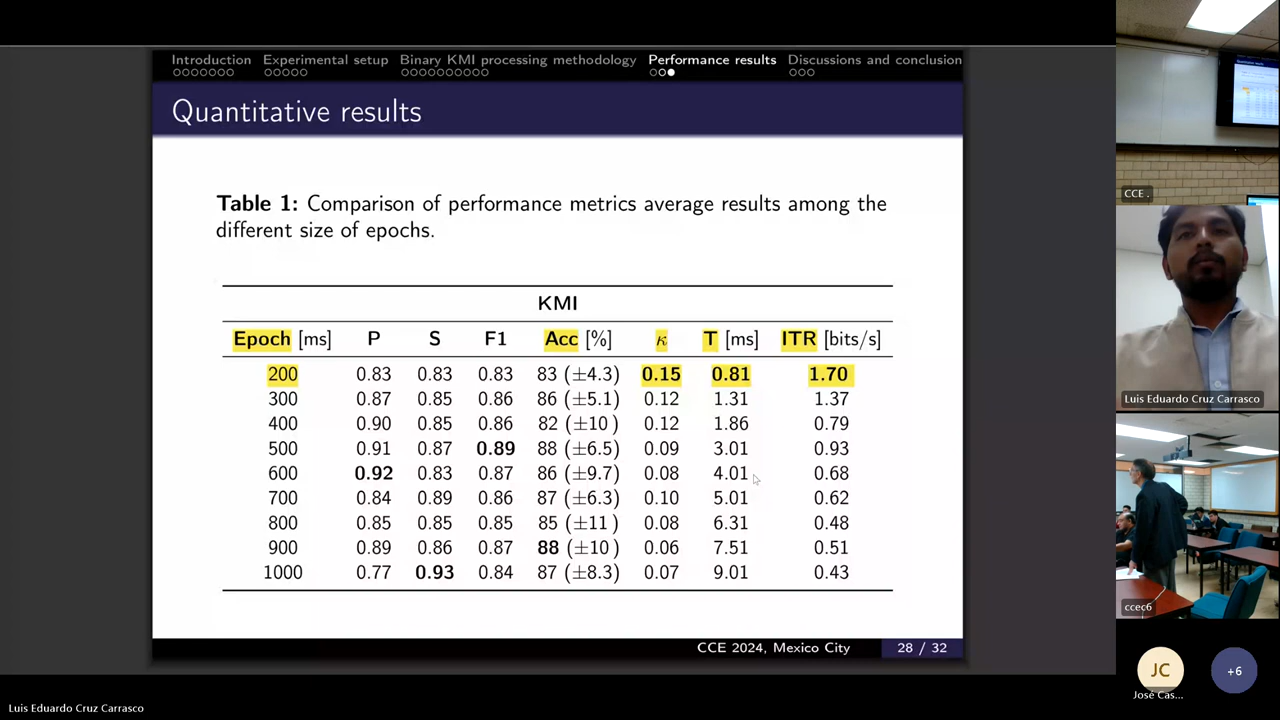 Introduction Experimental setup Binary KMI processing methodology Performance results Discussions and conclusion
Quantitative results
Table 1: Comparison of performance metrics average results among the
different size of epochs.
KMI
Epoch [ms] P S F1 Acc [%] κ T [ms] ITR [bits/s]
200 0.83 0.83 0.83 83 (±4.3) 0.15 0.81 1.70
300 0.87 0.85 0.86 86 (±5.1) 0.12 1.31 1.37
400 0.90 0.85 0.86 82 (±10 ) 0.12 1.86 0.79
500 0.91 0.87 0.89 88 (±6.5) 0.09 3.01 0.93
600 0.92 0.83 0.87 86 (±9.7) 0.08 4.01 0.68
700 0.84 0.89 0.86 87 (±6.3) 0.10 5.01 0.62
800 0.85 0.85 0.85 85 (±11 ) 0.08 6.31 0.48
900 0.89 0.86 0.87 88 (±10 ) 0.06 7.51 0.51
1000 0.77 0.93 0.84 87 (±8.3) 0.07 9.01 0.43
CCE 2024, Mexico City 28 / 32
CCE .
Luis Eduardo Cruz Carrasco
ccec6
JC
José Cas...
+6
Luis Eduardo Cruz Carrasco